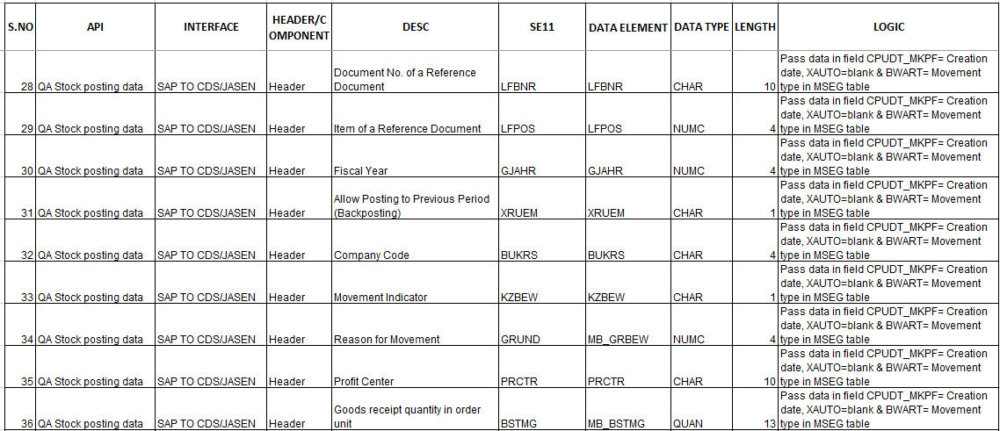 S.NO API INTERFACE HEADER/C DESC SE11 DATA ELEMENT DATA TYPE LENGTH LOGIC
OMPONENT
Pass data in field CPUDT_MKPF= Creation
Document No. of a Reference date, XAUTO=blank & BWART= Movement
28 QA Stock posting data SAP TO CDS/JASEN Header Document LFBNR LFBNR CHAR 10 type in MSEG table
Pass data in field CPUDT_MKPF= Creation
date, XAUTO=blank & BWART= Movement
29 QA Stock posting data SAP TO CDS/JASEN Header Item of a Reference Document LFPOS LFPOS NUMC 4 type in MSEG table
Pass data in field CPUDT_MKPF= Creation
date, XAUTO=blank & BWART= Movement
30 QA Stock posting data SAP TO CDS/JASEN Header Fiscal Year GJAHR GJAHR NUMC 4 type in MSEG table
Pass data in field CPUDT_MKPF= Creation
Allow Posting to Previous Period date, XAUTO=blank & BWART= Movement
31 QA Stock posting data SAP TO CDS/JASEN Header (Backposting) XRUEM XRUEM CHAR 1 type in MSEG table
Pass data in field CPUDT_MKPF= Creation
date, XAUTO=blank & BWART= Movement
32 QA Stock posting data SAP TO CDS/JASEN Header Company Code BUKRS BUKRS CHAR 4 type in MSEG table
Pass data in field CPUDT_MKPF= Creation
date, XAUTO=blank & BWART= Movement
33 QA Stock posting data SAP TO CDS/JASEN Header Movement Indicator KZBEW KZBEW CHAR 1 type in MSEG table
Pass data in field CPUDT_MKPF= Creation
date, XAUTO=blank & BWART= Movement
34 QA Stock posting data SAP TO CDS/JASEN Header Reason for Movement GRUND MB_GRBEW NUMC 4 type in MSEG table
Pass data in field CPUDT_MKPF= Creation
date, XAUTO=blank & BWART= Movement
35 QA Stock posting data SAP TO CDS/JASEN Header Profit Center PRCTR PRCTR CHAR 10 type in MSEG table
Pass data in field CPUDT_MKPF= Creation
Goods receipt quantity in order date, XAUTO=blank & BWART= Movement
36 QA Stock posting data SAP TO CDS/JASEN Header unit BSTMG MB_BSTMG QUAN 13 type in MSEG table